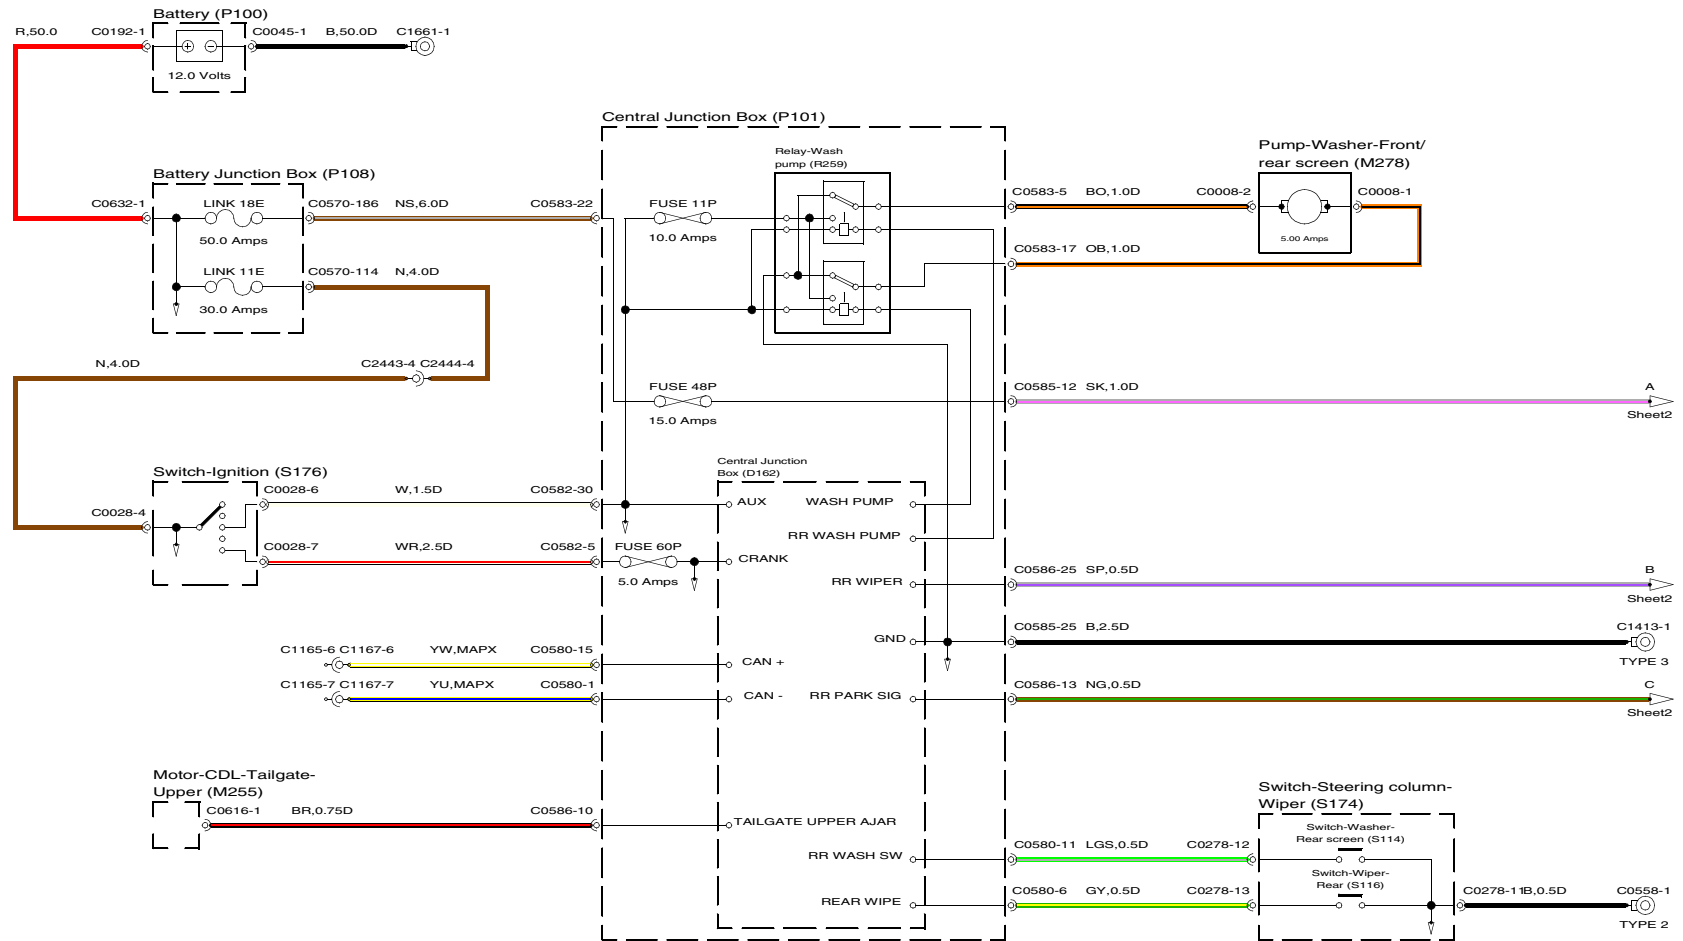 Battery (P100)
R,50.0 C0192-1 C0045-1 B,50.0D C1661-1
12.0 Volts
Central Junction Box (P101)
Relay-Wash
pump (R259)
Pump-Washer-Front/
rear screen (M278)
Battery Junction Box (P108)
C0632-1 LINK 18E C0570-186 NS,6.0D C0583-22 FUSE 11P C0583-5 BO,1.0D C0008-2 C0008-1
50.0 Amps 10.0 Amps 5.00 Amps
C0583-17 OB,1.0D
LINK 11E C0570-114 N,4.0D
30.0 Amps
N,4.0D C2443-4 C2444-4
FUSE 48P C0585-12 SK,1.0D A
15.0 Amps Sheet2
Central Junction
Box (D162)
Switch-Ignition (S176)
C0028-6 W,1.5D C0582-30 AUX WASH PUMP
C0028-4
RR WASH PUMP
C0028-7 WR,2.5D C0582-5 FUSE 60P CRANK
5.0 Amps RR WIPER C0586-25 SP,0.5D B
Sheet2
GND C0585-25 B,2.5D C1413-1
TYPE 3
C1165-6 C1167-6 YW,MAPX C0580-15 CAN +
C1165-7 C1167-7 YU,MAPX C0580-1 CAN - RR PARK SIG C0586-13 NG,0.5D C
Sheet2
Motor-CDL-Tailgate-
Upper (M255)
C0616-1 BR,0.75D C0586-10 TAILGATE UPPER AJAR
Switch-Steering column-
Wiper (S174)
Switch-Washer-
Rear screen (S114)
RR WASH SW C0580-11 LGS,0.5D C0278-12
Switch-Wiper-
Rear (S116)
REAR WIPE C0580-6 GY,0.5D C0278-13 C0278-11B,0.5D C0558-1
TYPE 2